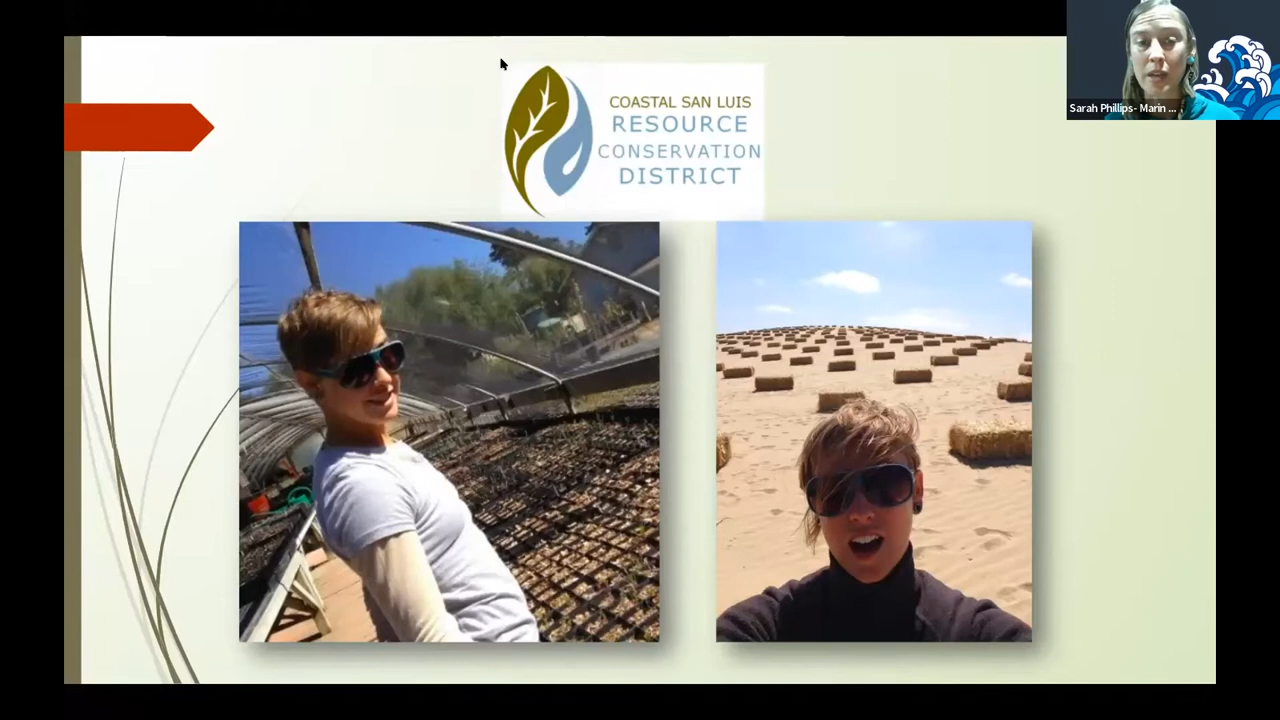 COASTAL SAN LUIS
RESOURCE
CONSERVATION
DISTRICT
Sarah Phillips- Marin ...